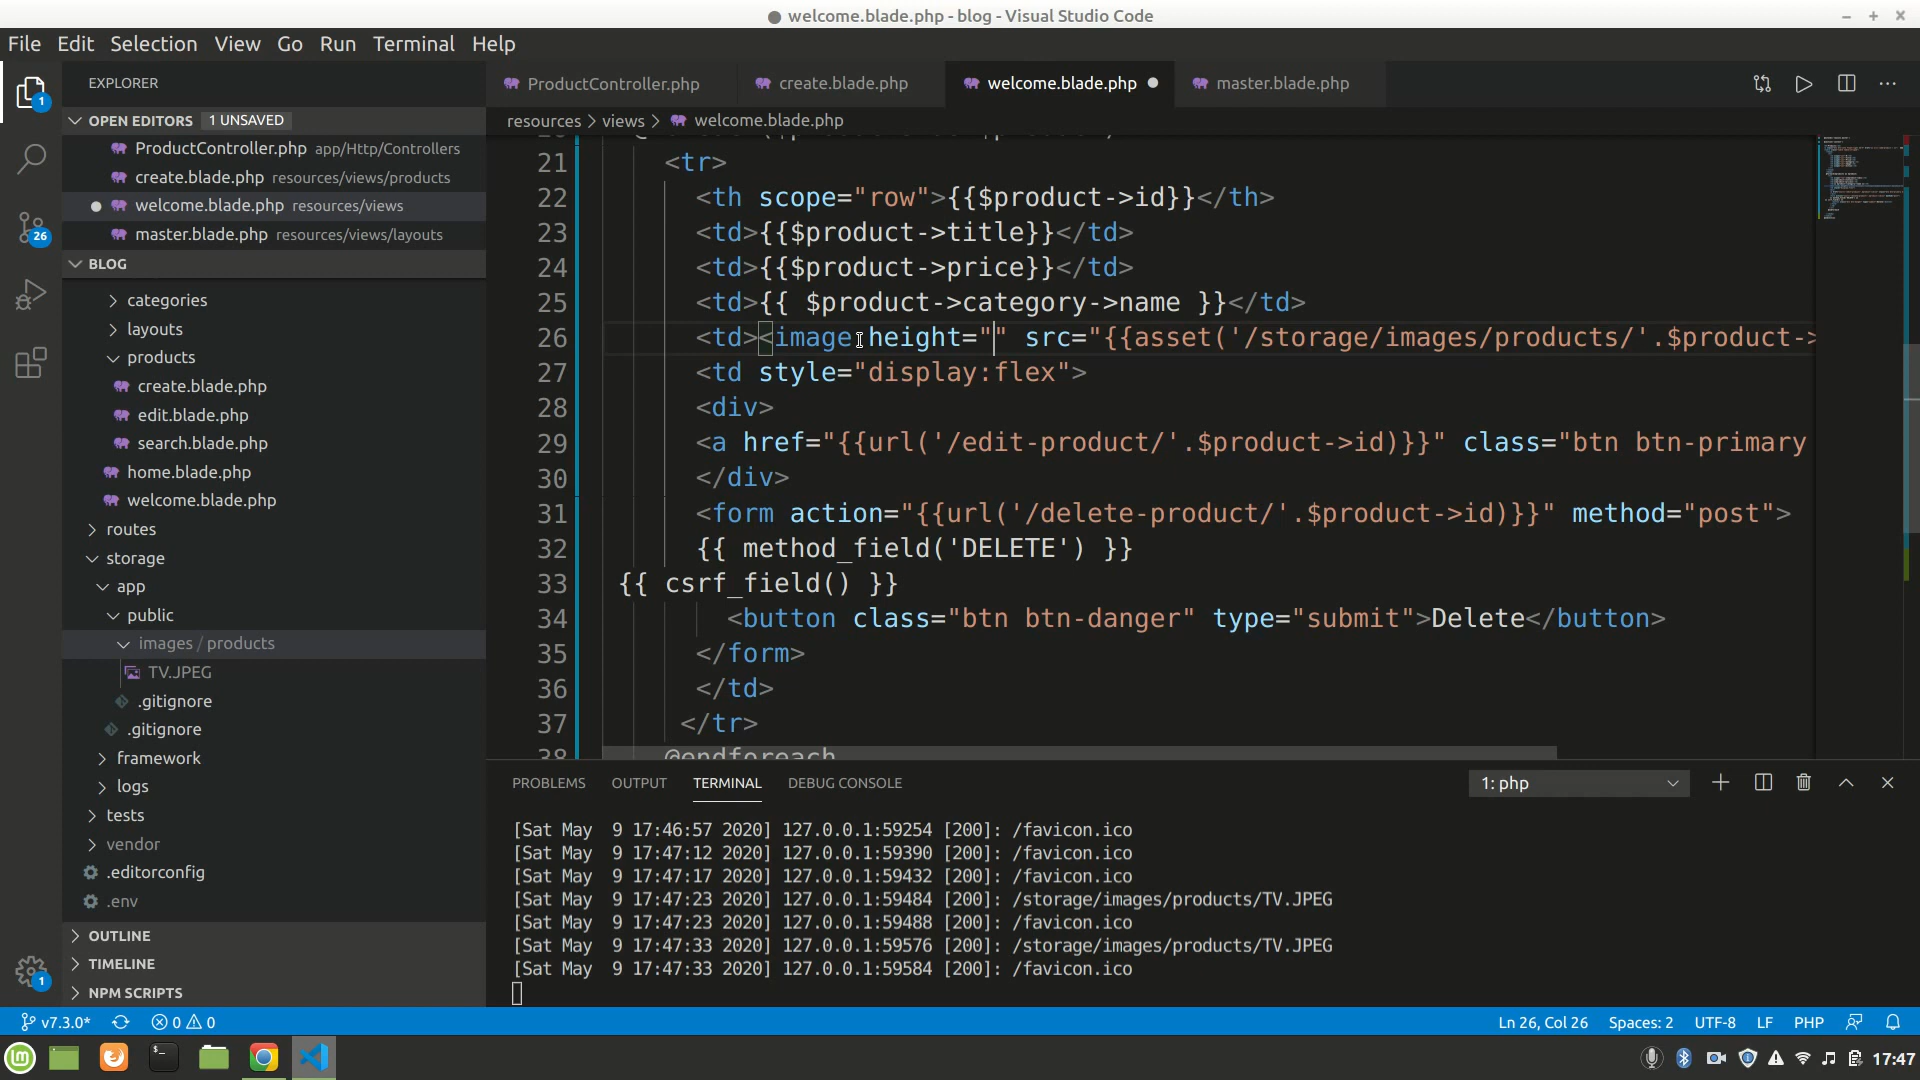 welcome.blade.php - blog - Visual Studio Code
File Edit Selection View Go Run Terminal Help
EXPLORER
OPEN EDITORS 1 UNSAVED
ProductController.php app/Http/Controllers
create.blade.php resources/views/products
welcome.blade.php resources/views
master.blade.php resources/views/layouts
BLOG
categories
layouts
products
create.blade.php
edit.blade.php
search.blade.php
home.blade.php
welcome.blade.php
routes
storage
app
public
images / products
TV.JPEG
.gitignore
.gitignore
framework
logs
tests
vendor
.editorconfig
.env
OUTLINE
TIMELINE
NPM SCRIPTS
1
26
1
ProductController.php create.blade.php welcome.blade.php master.blade.php
resources > views > welcome.blade.php
21 <tr>
22 <th scope="row">{{$product->id}}</th>
23 <td>{{$product->title}}</td>
24 <td>{{$product->price}}</td>
25 <td>{{ $product->category->name }}</td>
26 <td><image height="" src="{{asset('/storage/images/products/'.$product->
27 <td style="display:flex">
28 <div>
29 <a href="{{url('/edit-product/'.$product->id)}}" class="btn btn-primary
30 </div>
31 <form action="{{url('/delete-product/'.$product->id)}}" method="post">
32 {{ method_field('DELETE') }}
33 {{ csrf_field() }}
34 <button class="btn btn-danger" type="submit">Delete</button>
35 </form>
36 </td>
37 </tr>
38 @endforeach
PROBLEMS OUTPUT TERMINAL DEBUG CONSOLE 1: php
[Sat May  9 17:46:57 2020] 127.0.0.1:59254 [200]: /favicon.ico
[Sat May  9 17:47:12 2020] 127.0.0.1:59390 [200]: /favicon.ico
[Sat May  9 17:47:17 2020] 127.0.0.1:59432 [200]: /favicon.ico
[Sat May  9 17:47:23 2020] 127.0.0.1:59484 [200]: /storage/images/products/TV.JPEG
[Sat May  9 17:47:23 2020] 127.0.0.1:59488 [200]: /favicon.ico
[Sat May  9 17:47:33 2020] 127.0.0.1:59576 [200]: /storage/images/products/TV.JPEG
[Sat May  9 17:47:33 2020] 127.0.0.1:59584 [200]: /favicon.ico
v7.3.0* 0 0 Ln 26, Col 26 Spaces: 2 UTF-8 LF PHP
17:47